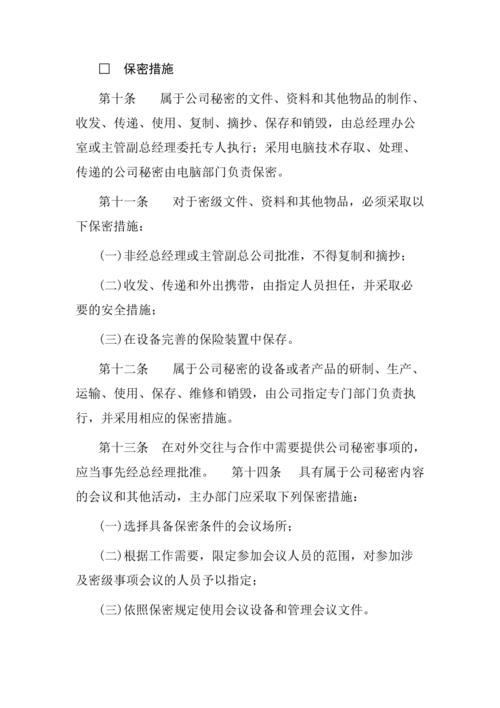 □ 保密措施
第十条 属于公司秘密的文件、资料和其他物品的制作、
收发、传递、使用、复制、摘抄、保存和销毁，由总经理办公
室或主管副总经理委托专人执行；采用电脑技术存取、处理、
传递的公司秘密由电脑部门负责保密。
第十一条 对于密级文件、资料和其他物品，必须采取以
下保密措施：
(一)非经总经理或主管副总公司批准，不得复制和摘抄；
(二)收发、传递和外出携带，由指定人员担任，并采取必
要的安全措施；
(三)在设备完善的保险装置中保存。
第十二条 属于公司秘密的设备或者产品的研制、生产、
运输、使用、保存、维修和销毁，由公司指定专门部门负责执
行，并采用相应的保密措施。
第十三条 在对外交往与合作中需要提供公司秘密事项的，
应当事先经总经理批准。 第十四条 具有属于公司秘密内容
的会议和其他活动，主办部门应采取下列保密措施：
(一)选择具备保密条件的会议场所；
(二)根据工作需要，限定参加会议人员的范围，对参加涉
及密级事项会议的人员予以指定；
(三)依照保密规定使用会议设备和管理会议文件。